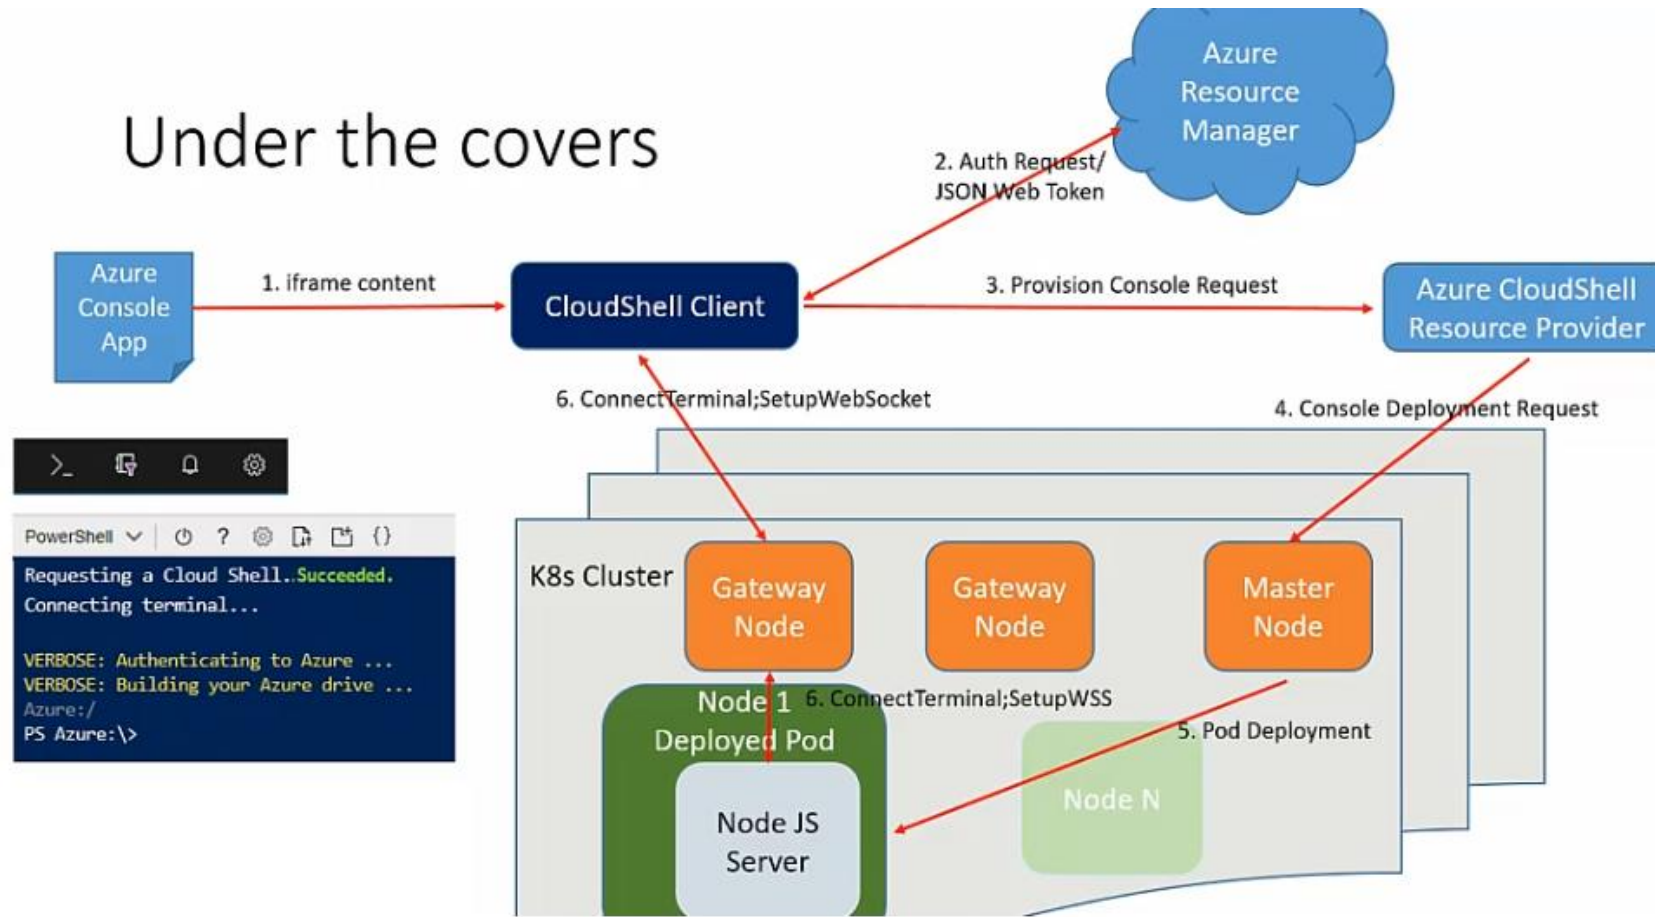 Under the covers
Azure
Resource
Manager
2. Auth Request/
JSON Web Token
Azure
Console
App
1. iframe content
CloudShell Client
3. Provision Console Request
Azure CloudShell
Resource Provider
6. ConnectTerminal;SetupWebSocket
4. Console Deployment Request
>_
PowerShell
?
{}
Requesting a Cloud Shell.Succeeded.
Connecting terminal...
VERBOSE: Authenticating to Azure ...
VERBOSE: Building your Azure drive ...
Azure:/
PS Azure:\>
K8s Cluster
Gateway
Node
Gateway
Node
Master
Node
Node 1
Deployed Pod
6. ConnectTerminal;SetupWSS
5. Pod Deployment
Node N
Node JS
Server